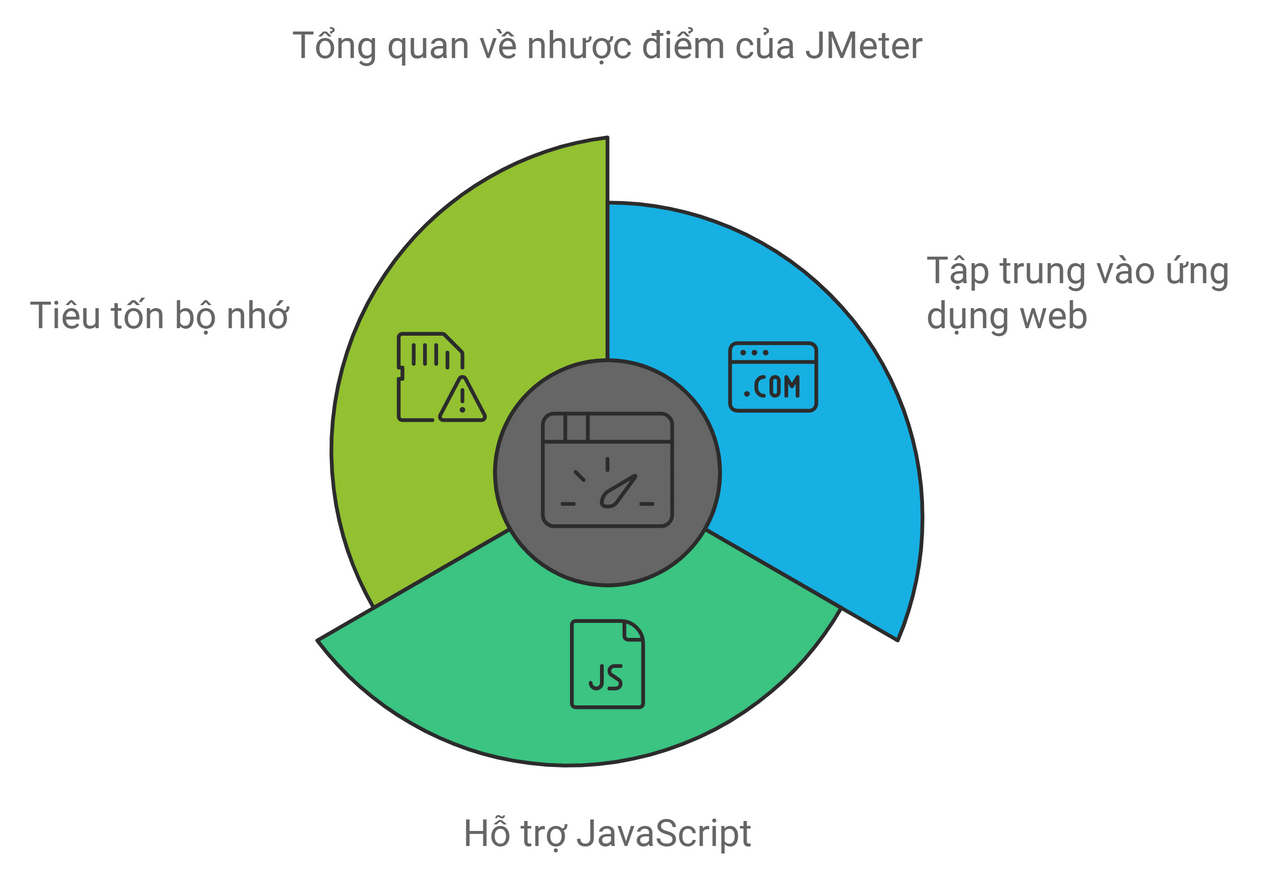 Tổng quan về nhược điểm của JMeter
Tiêu tốn bộ nhớ
Tập trung vào ứng
dụng web
.COM
JS
Hỗ trợ JavaScript